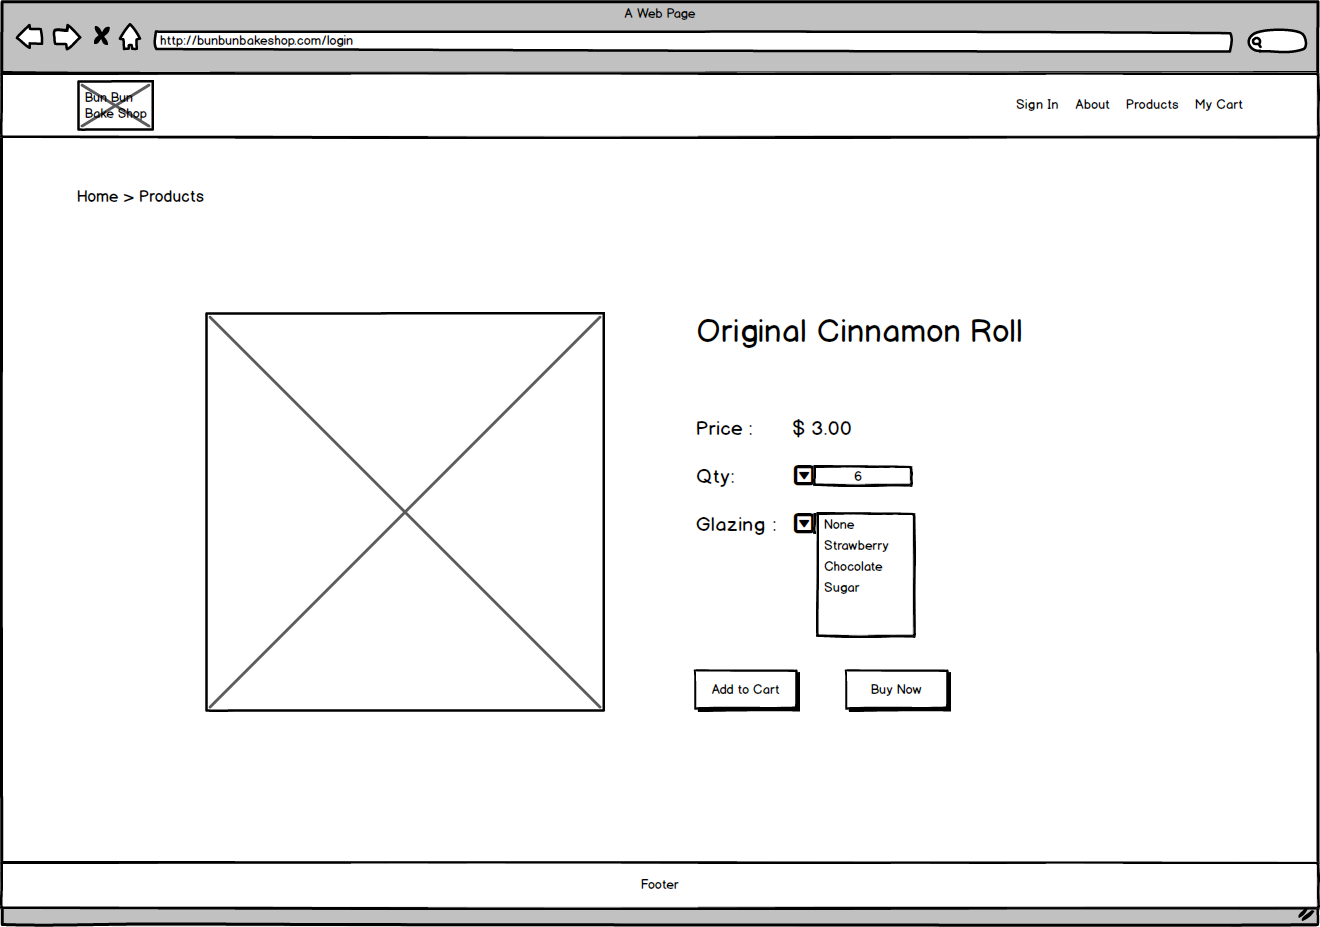 A Web Page
http://bunbunbakeshop.com/login
Bun Bun
Bake Shop
Sign In About Products My Cart
Home > Products
Original Cinnamon Roll
Price : $ 3.00
Qty: 6
Glazing : None
Strawberry
Chocolate
Sugar
Add to Cart Buy Now
Footer